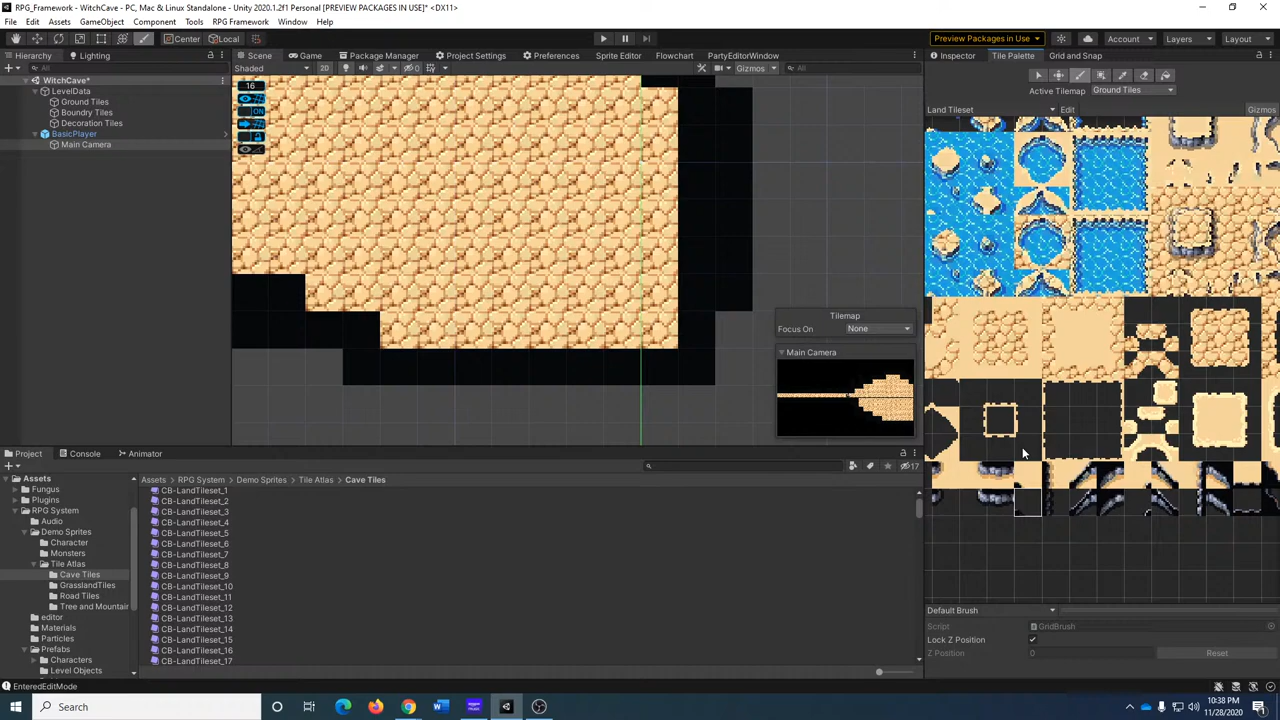 RPG_Framework - WitchCave - PC, Mac & Linux Standalone - Unity 2020.1.2f1 Personal [PREVIEW PACKAGES IN USE]* <DX11>
File Edit Assets GameObject Component Tools RPG Framework Window Help
Center Local Preview Packages in Use Account Layers Layout
Hierarchy Lighting Scene Game Package Manager Project Settings Preferences Flowchart PartyEditorWindow Inspector Tile Palette Grid and Snap
All Shaded 2D 0 Gizmos All
WitchCave*
LevelData
Ground Tiles
Boundry Tiles
Decoration Tiles
BasicPlayer
Main Camera
16
ON
Active Tilemap Ground Tiles
Land Tileset Edit Gizmos
Tilemap
Focus On None
Main Camera
Project Console Animator
17
Assets
Fungus
Plugins
RPG System
Audio
Demo Sprites
Character
Monsters
Tile Atlas
Cave Tiles
GrasslandTiles
Road Tiles
Tree and Mountain
editor
Materials
Particles
Prefabs
Characters
Level Objects
Assets > RPG System > Demo Sprites > Tile Atlas > Cave Tiles
CB-LandTileset_1
CB-LandTileset_2
CB-LandTileset_3
CB-LandTileset_4
CB-LandTileset_5
CB-LandTileset_6
CB-LandTileset_7
CB-LandTileset_8
CB-LandTileset_9
CB-LandTileset_10
CB-LandTileset_11
CB-LandTileset_12
CB-LandTileset_13
CB-LandTileset_14
CB-LandTileset_15
CB-LandTileset_16
CB-LandTileset_17
Default Brush
Script GridBrush
Lock Z Position
Z Position 0 Reset
EnteredEditMode
Search
10:38 PM
11/28/2020